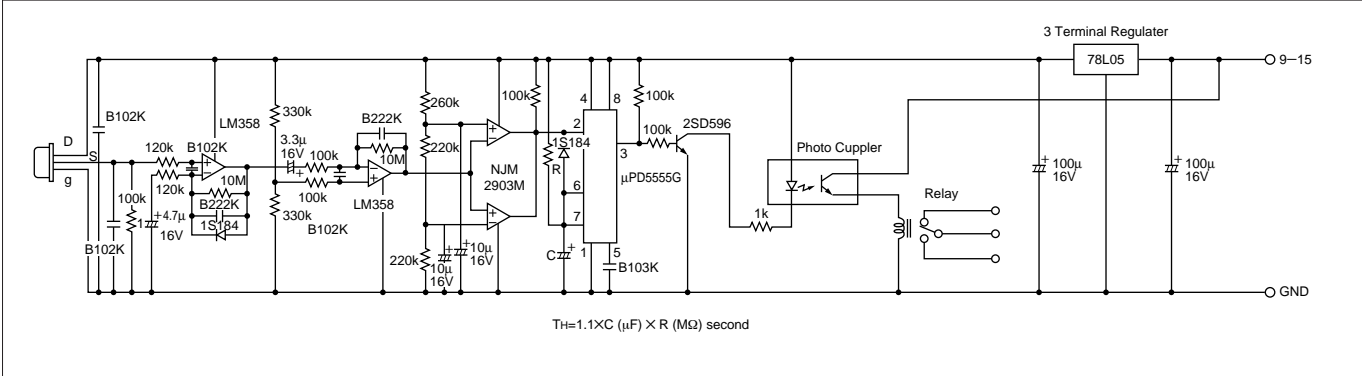 3 Terminal Regulater
78L05
9−15
D
S
g
B102K
B102K
100k
1
120k
120k
B102K
LM358
+4.7μ
16V
10M
B222K
1S184
330k
330k
3.3μ
16V
+
100k
100k
B102K
B222K
10M
LM358
260k
220k
220k
+
10μ
16V
+
10μ
16V
NJM
2903M
100k
R
1S184
C
+
4
8
2
3
6
7
1
5
μPD5555G
B103K
100k
100k
2SD596
1k
Photo Cuppler
Relay
+
100μ
16V
+
100μ
16V
GND
TH=1.1×C (μF) × R (MΩ) second